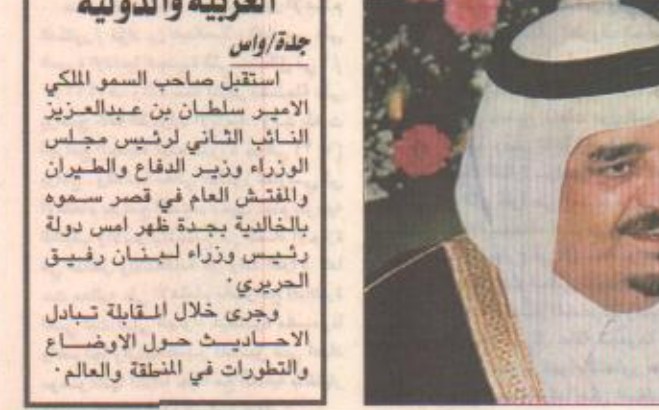 العربية والدولية
جدة/واس
استقبل صاحب السمو الملكي
الامير سلطان بن عبدالعزيز
النائب الثاني لرئيس مجلس
الوزراء وزير الدفاع والطيران
والمفتش العام في قصر سموه
بالخالدية بجدة ظهر امس دولة
رئيس وزراء لبنان رفيق
الحريري.
وجرى خلال المقابلة تبادل
الاحاديث حول الاوضاع
والتطورات في المنطقة والعالم.